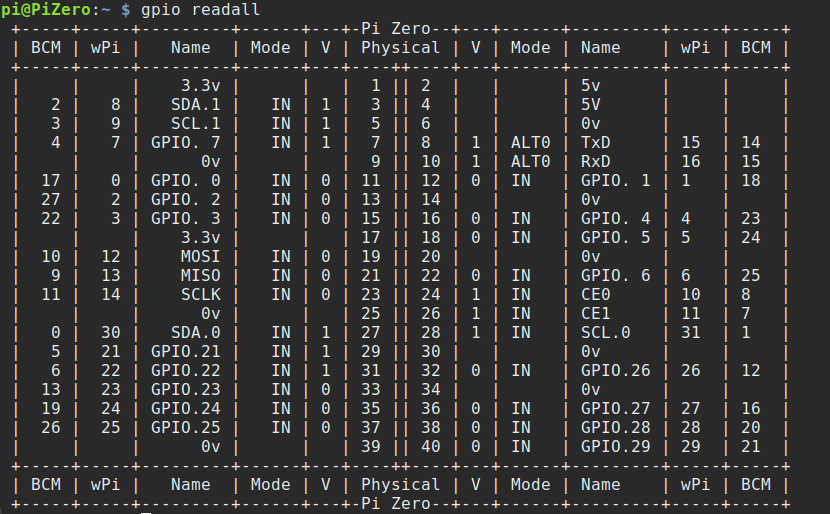 pi@PiZero:~ $ gpio readall
 +-----+-----+---------+------+---+-Pi Zero--+---+------+---------+-----+-----+
 | BCM | wPi |   Name  | Mode | V | Physical | V | Mode | Name    | wPi | BCM |
 +-----+-----+---------+------+---+----++----+---+------+---------+-----+-----+
 |     |     |    3.3v |      |   |  1 || 2  |   |      | 5v      |     |     |
 |   2 |   8 |   SDA.1 |   IN | 1 |  3 || 4  |   |      | 5V      |     |     |
 |   3 |   9 |   SCL.1 |   IN | 1 |  5 || 6  |   |      | 0v      |     |     |
 |   4 |   7 | GPIO. 7 |   IN | 1 |  7 || 8  | 1 | ALT0 | TxD     | 15  | 14  |
 |     |     |      0v |      |   |  9 || 10 | 1 | ALT0 | RxD     | 16  | 15  |
 |  17 |   0 | GPIO. 0 |   IN | 0 | 11 || 12 | 0 | IN   | GPIO. 1 | 1   | 18  |
 |  27 |   2 | GPIO. 2 |   IN | 0 | 13 || 14 |   |      | 0v      |     |     |
 |  22 |   3 | GPIO. 3 |   IN | 0 | 15 || 16 | 0 | IN   | GPIO. 4 | 4   | 23  |
 |     |     |    3.3v |      |   | 17 || 18 | 0 | IN   | GPIO. 5 | 5   | 24  |
 |  10 |  12 |    MOSI |   IN | 0 | 19 || 20 |   |      | 0v      |     |     |
 |   9 |  13 |    MISO |   IN | 0 | 21 || 22 | 0 | IN   | GPIO. 6 | 6   | 25  |
 |  11 |  14 |    SCLK |   IN | 0 | 23 || 24 | 1 | IN   | CE0     | 10  | 8   |
 |     |     |      0v |      |   | 25 || 26 | 1 | IN   | CE1     | 11  | 7   |
 |   0 |  30 |   SDA.0 |   IN | 1 | 27 || 28 | 1 | IN   | SCL.0   | 31  | 1   |
 |   5 |  21 | GPIO.21 |   IN | 1 | 29 || 30 |   |      | 0v      |     |     |
 |   6 |  22 | GPIO.22 |   IN | 1 | 31 || 32 | 0 | IN   | GPIO.26 | 26  | 12  |
 |  13 |  23 | GPIO.23 |   IN | 0 | 33 || 34 |   |      | 0v      |     |     |
 |  19 |  24 | GPIO.24 |   IN | 0 | 35 || 36 | 0 | IN   | GPIO.27 | 27  | 16  |
 |  26 |  25 | GPIO.25 |   IN | 0 | 37 || 38 | 0 | IN   | GPIO.28 | 28  | 20  |
 |     |     |      0v |      |   | 39 || 40 | 0 | IN   | GPIO.29 | 29  | 21  |
 +-----+-----+---------+------+---+----++----+---+------+---------+-----+-----+
 | BCM | wPi |   Name  | Mode | V | Physical | V | Mode | Name    | wPi | BCM |
 +-----+-----+---------+------+---+-Pi Zero--+---+------+---------+-----+-----+